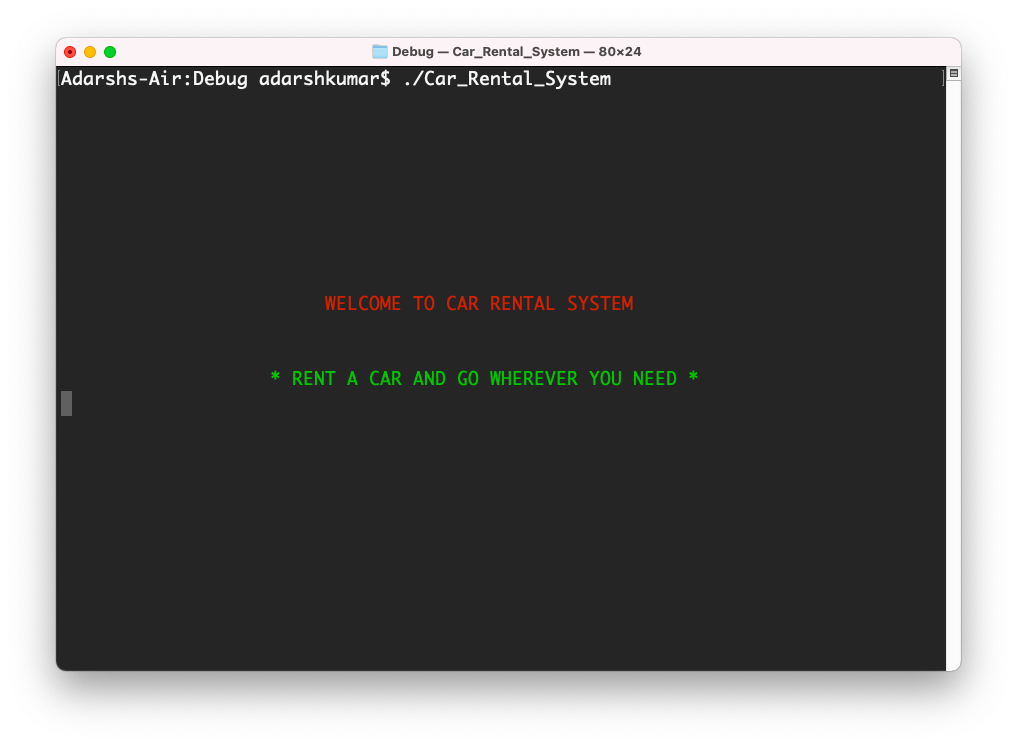 Debug — Car_Rental_System — 80×24
[Adarshs-Air:Debug adarshkumar$ ./Car_Rental_System ]
WELCOME TO CAR RENTAL SYSTEM
* RENT A CAR AND GO WHEREVER YOU NEED *